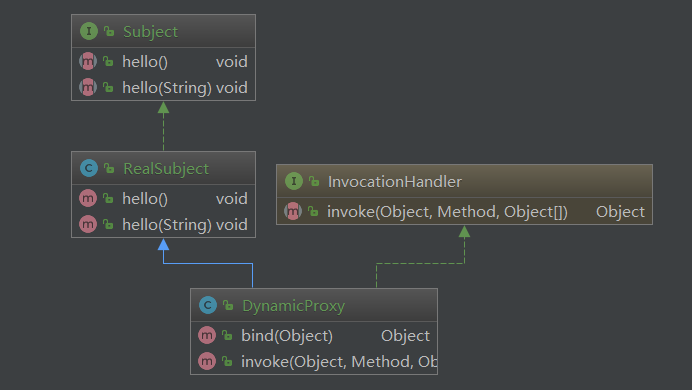 I Subject
m hello() void
m hello(String) void
C RealSubject
m hello() void
m hello(String) void
I InvocationHandler
m invoke(Object, Method, Object[]) Object
C DynamicProxy
m bind(Object) Object
m invoke(Object, Method, Ob